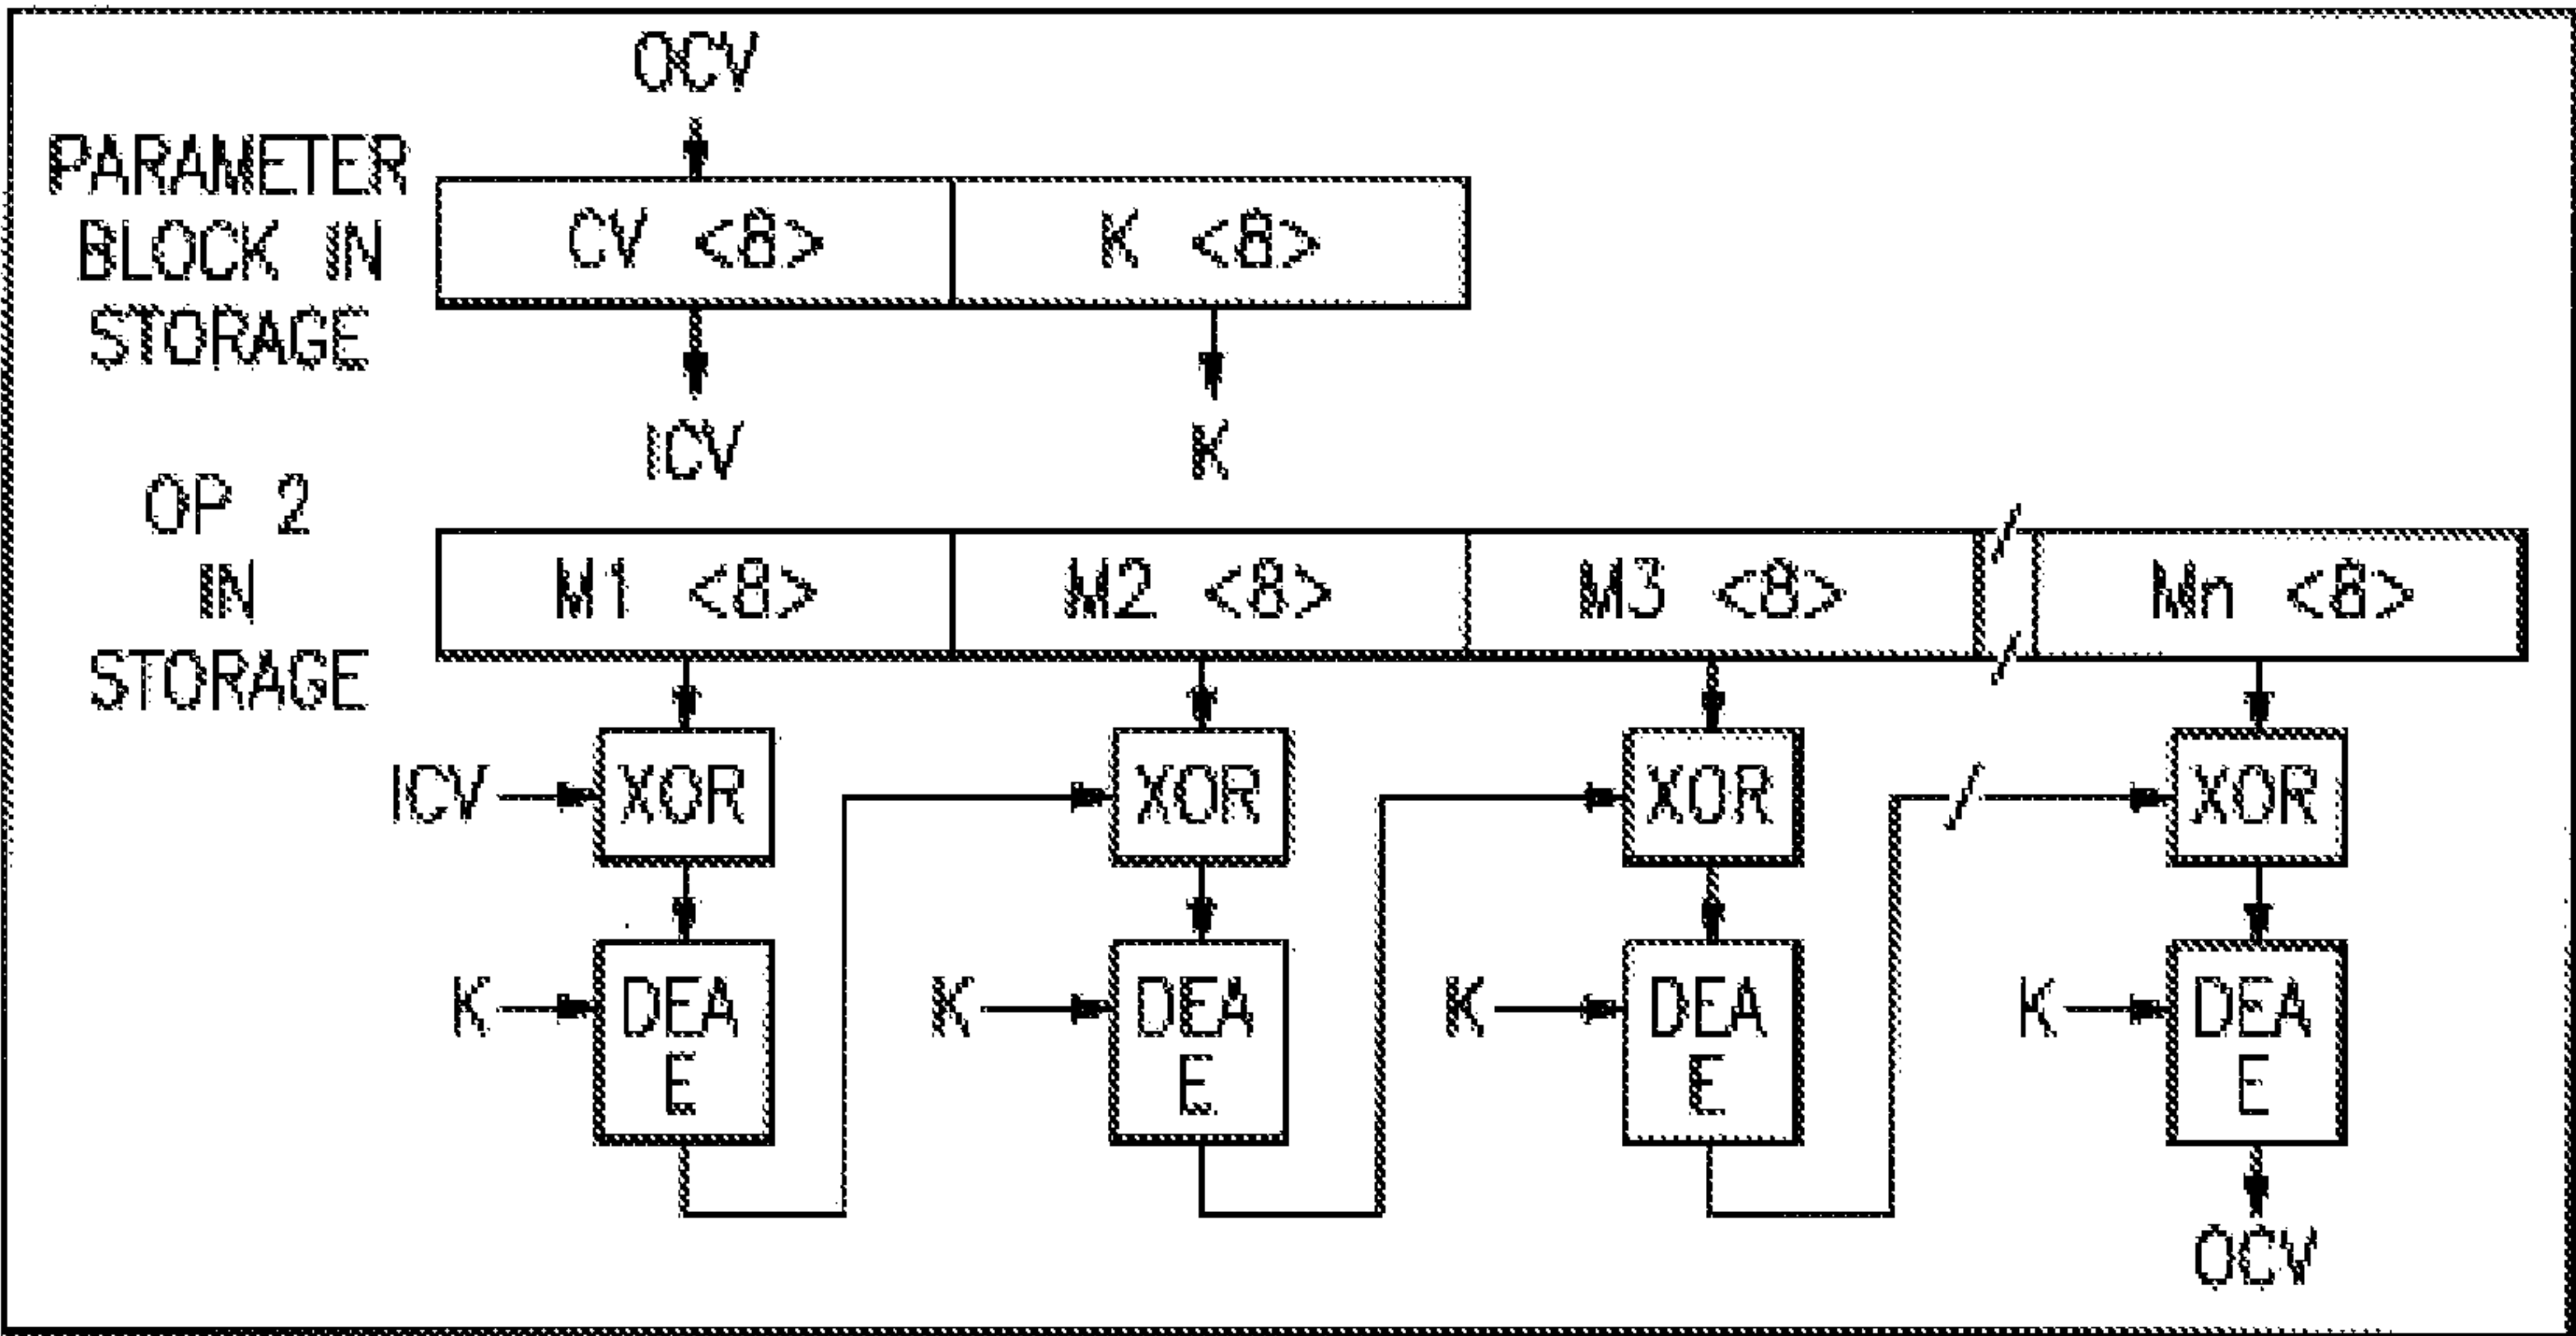 OCV
PARAMETER
BLOCK IN
STORAGE
CV <8>
K <8>
ICV
K
OP 2
IN
STORAGE
M1 <8>
M2 <8>
M3 <8>
Mn <8>
ICV
XOR
XOR
XOR
XOR
K
DEA
E
K
DEA
E
K
DEA
E
K
DEA
E
OCV